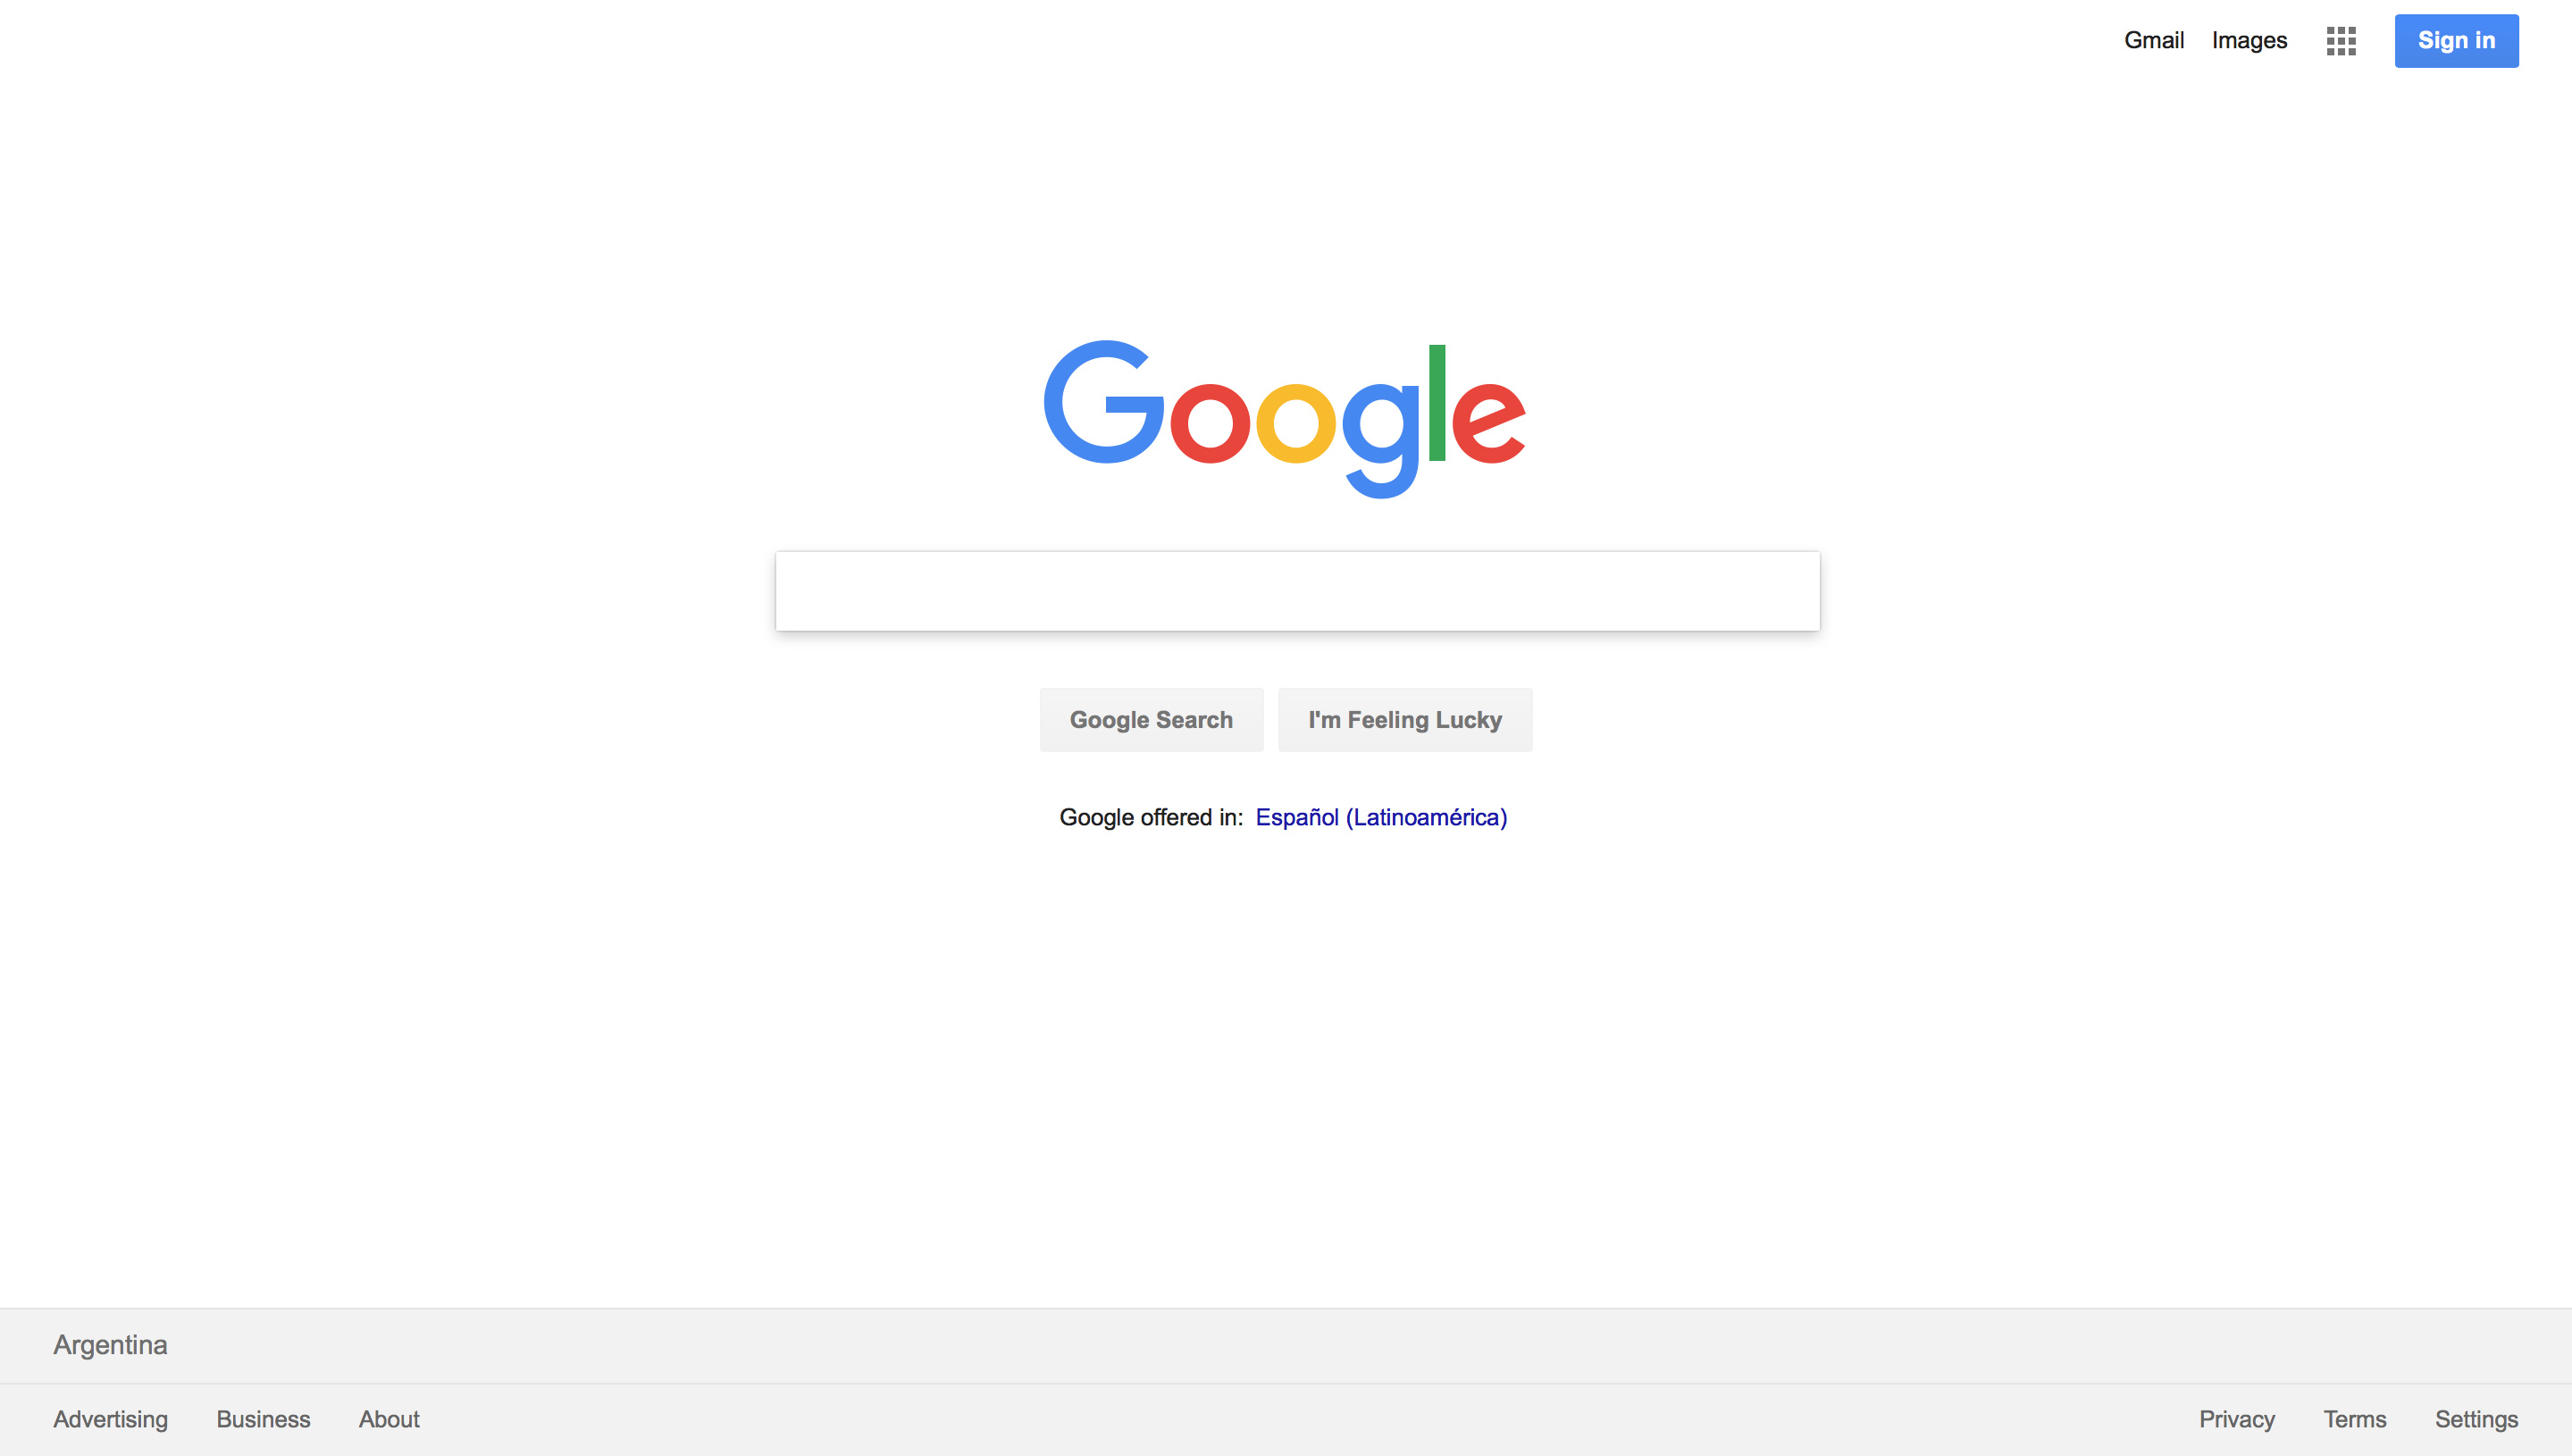 Gmail Images Sign in
Google
Google Search I'm Feeling Lucky
Google offered in: Español (Latinoamérica)
Argentina
Advertising Business About Privacy Terms Settings